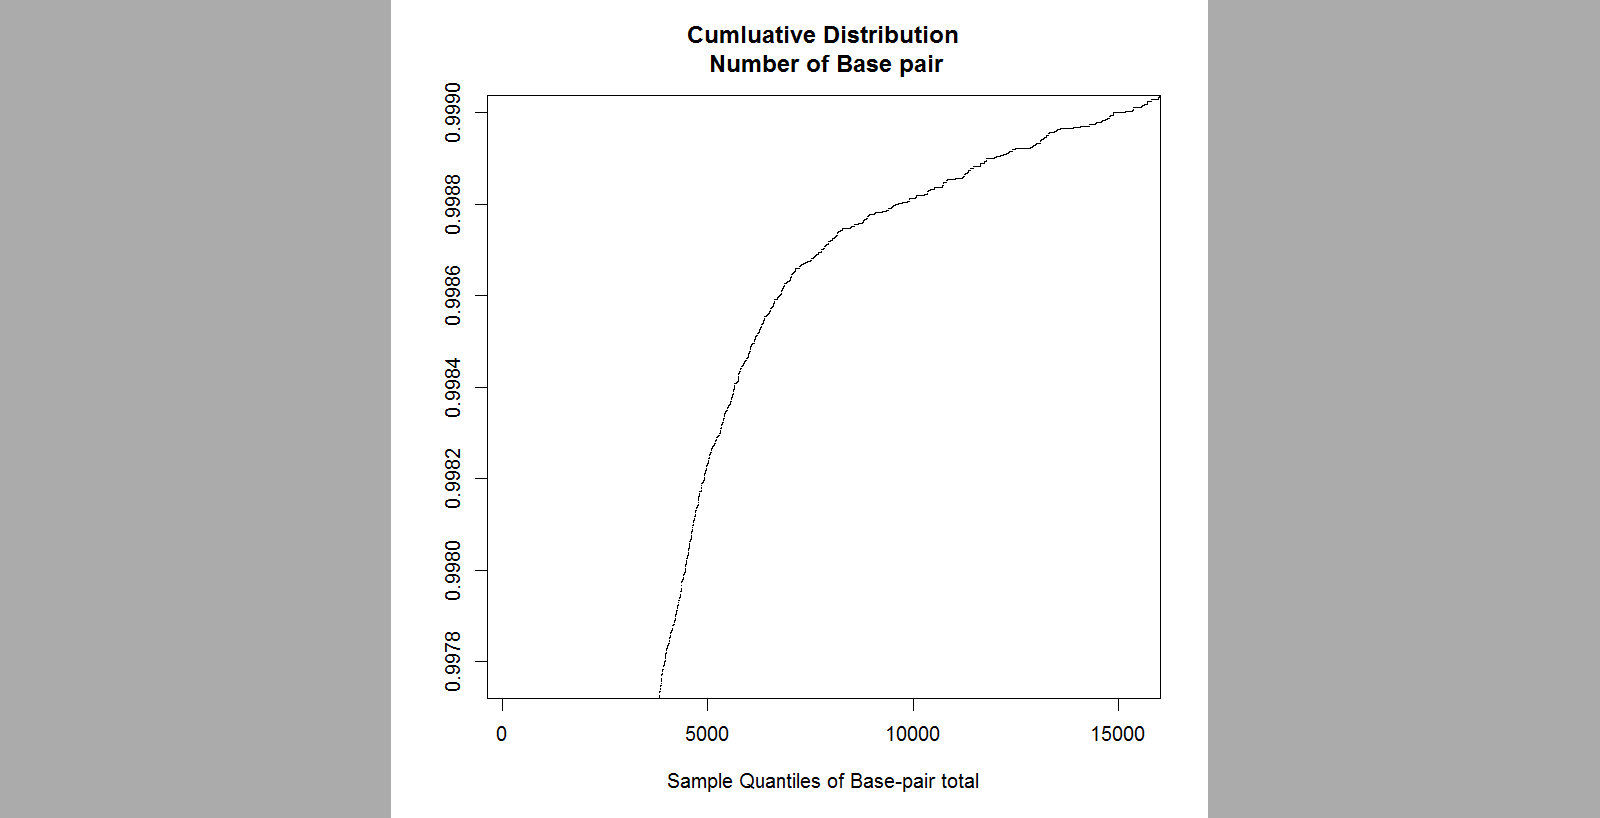 Cumluative Distribution
Number of Base pair
0.9990
0.9988
0.9986
0.9984
0.9982
0.9980
0.9978
0 5000 10000 15000
Sample Quantiles of Base-pair total